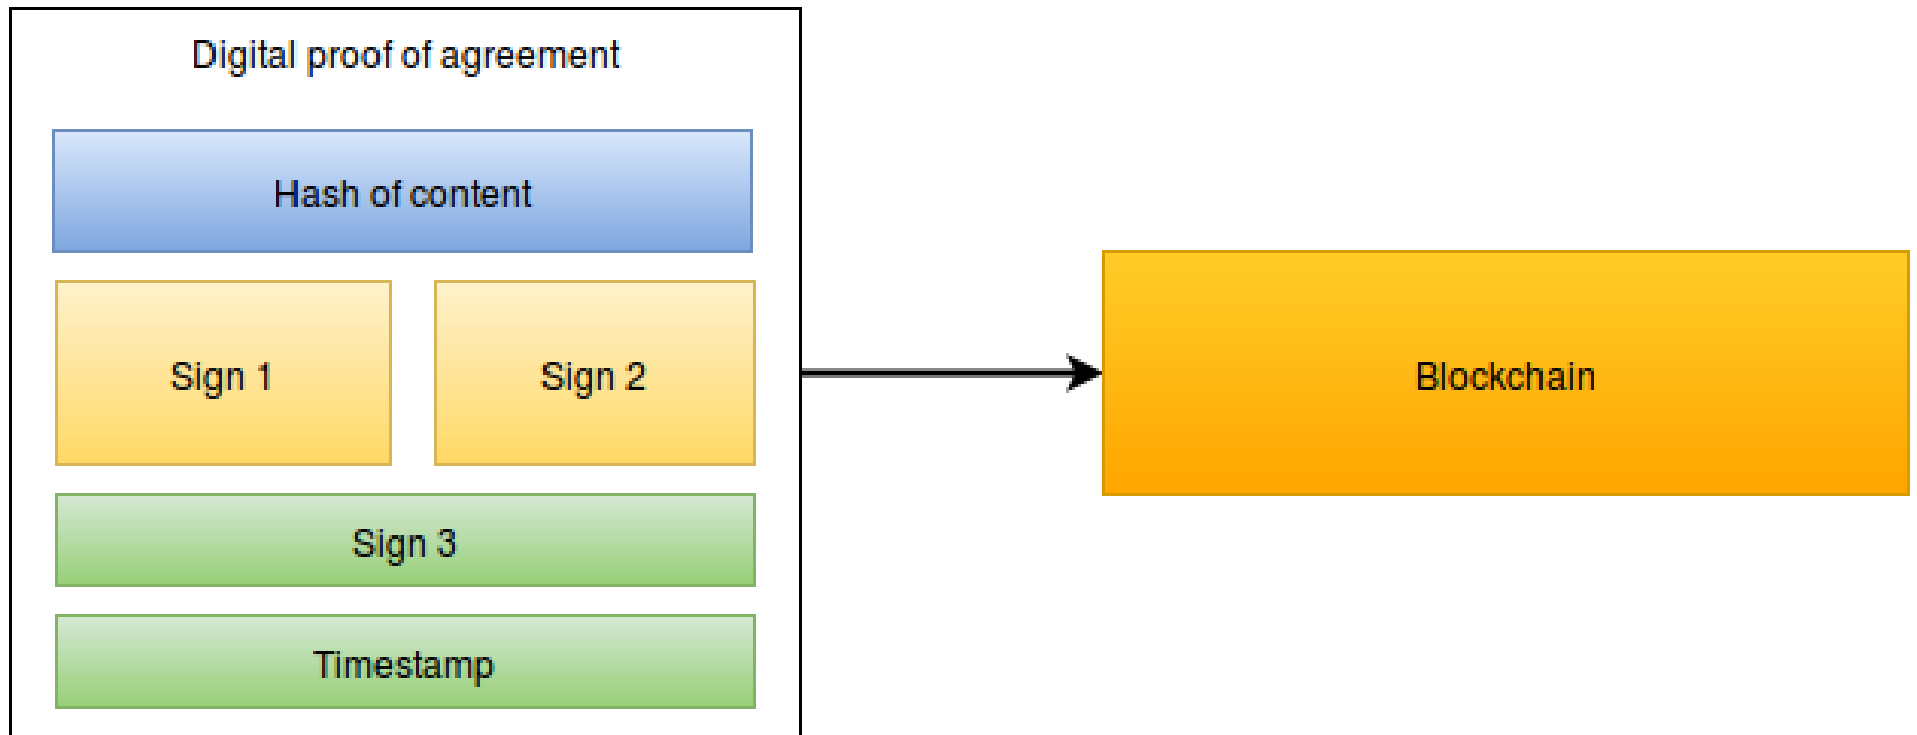 Digital proof of agreement
Hash of content
Sign 1
Sign 2
Sign 3
Timestamp
Blockchain